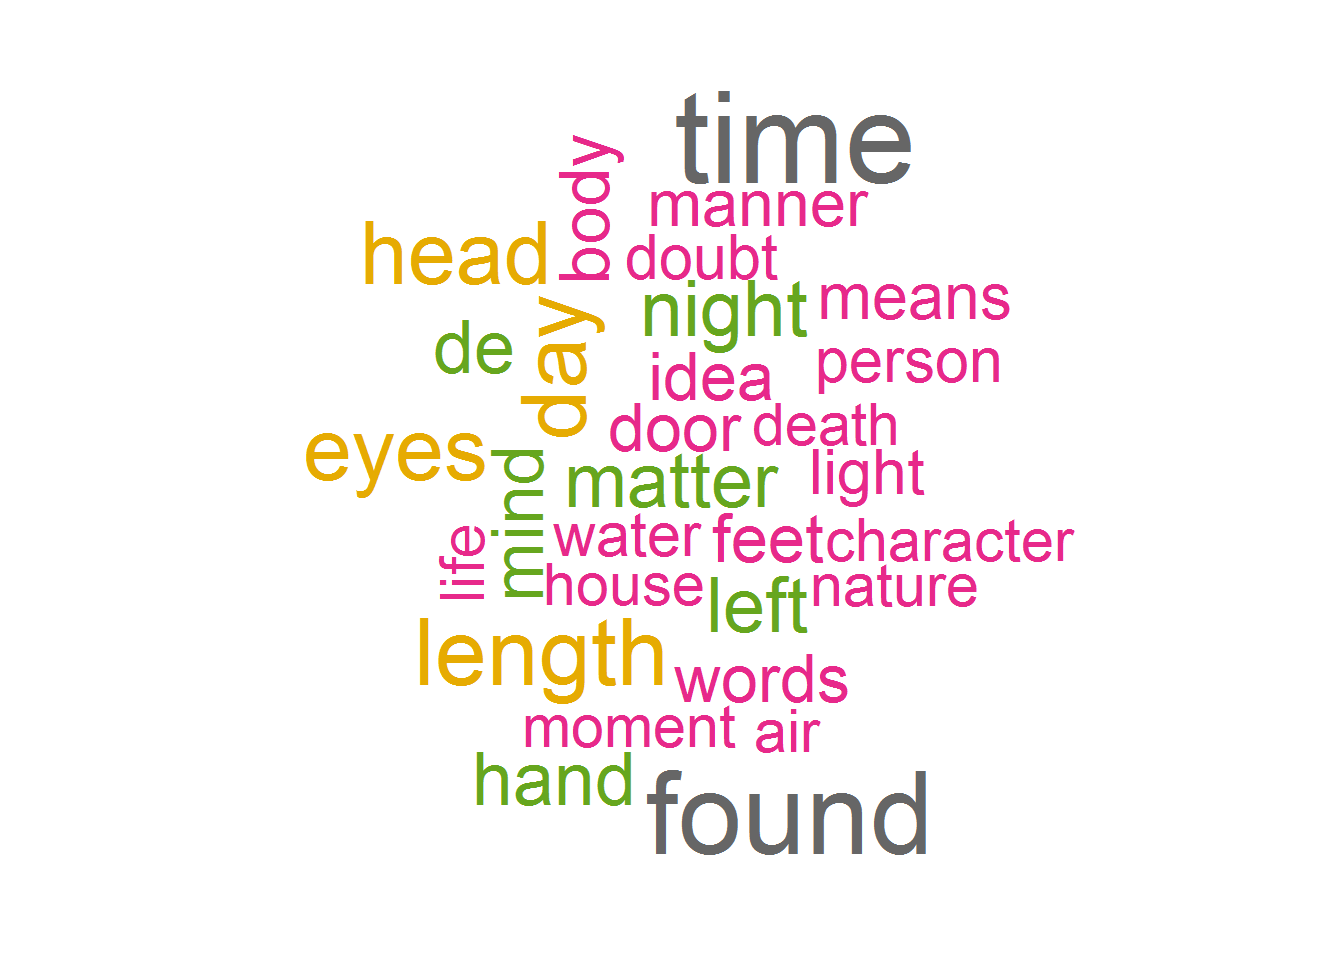 time
body
manner
head
doubt
night
means
de
day
idea
person
door
death
eyes
mind
matter
light
life
water
feet
character
house
left
nature
length
words
moment
air
hand
found